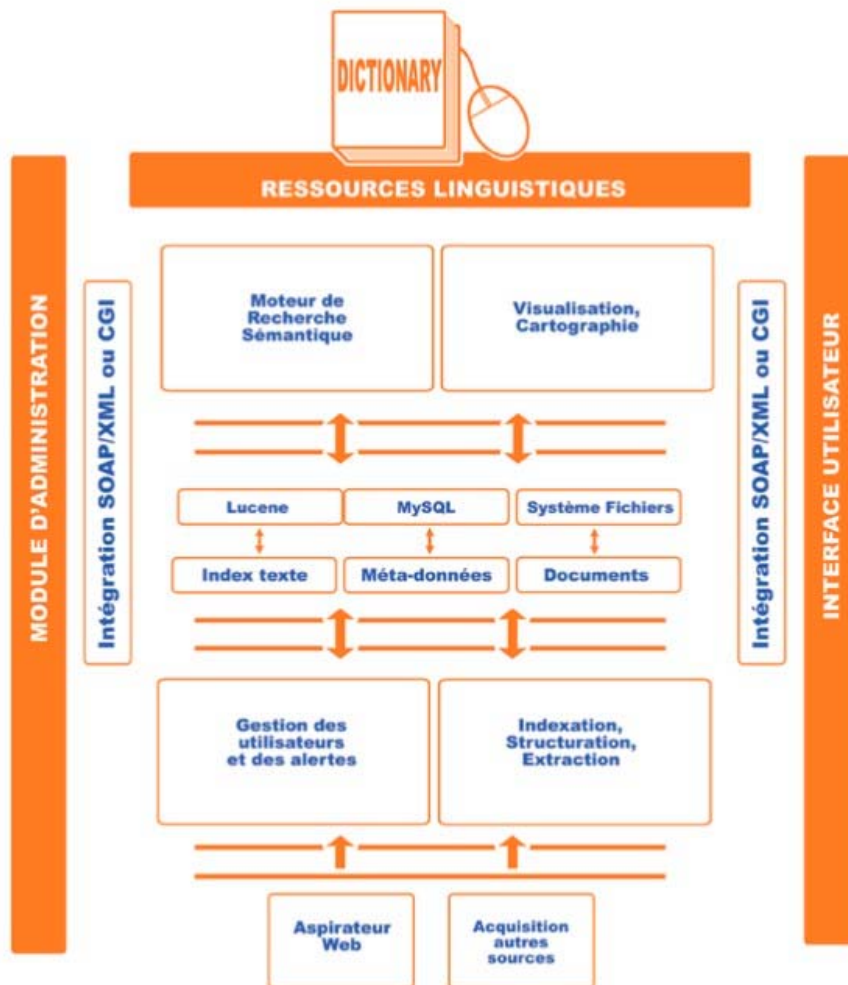 DICTIONARY
RESSOURCES LINGUISTIQUES
MODULE D'ADMINISTRATION
Intégration SOAP/XML ou CGI
Moteur de
Recherche
Sémantique
Visualisation,
Cartographie
Intégration SOAP/XML ou CGI
INTERFACE UTILISATEUR
Lucene
MySQL
Système Fichiers
Index texte
Méta-données
Documents
Gestion des
utilisateurs
et des alertes
Indexation,
Structuration,
Extraction
Aspirateur
Web
Acquisition
autres
sources